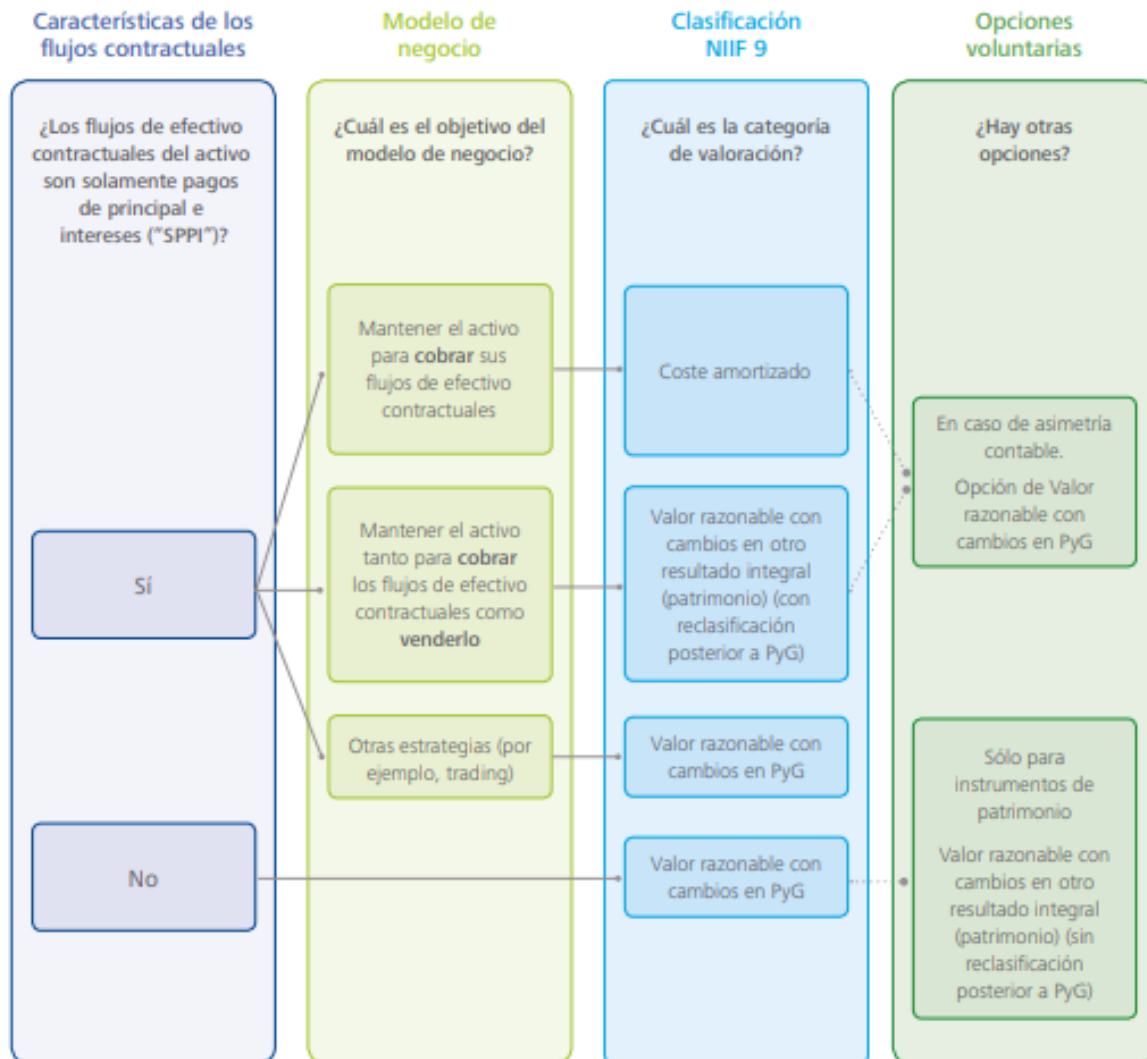 Características de los
flujos contractuales
Modelo de
negocio
Clasificación
NIIF 9
Opciones
voluntarias
¿Los flujos de efectivo
contractuales del activo
son solamente pagos
de principal e
intereses (“SPPI”)?
¿Cuál es el objetivo del
modelo de negocio?
¿Cuál es la categoría
de valoración?
¿Hay otras
opciones?
Sí
Mantener el activo
para cobrar sus
flujos de efectivo
contractuales
Coste amortizado
En caso de asimetría
contable.
Opción de Valor
razonable con
cambios en PyG
Mantener el activo
tanto para cobrar
los flujos de efectivo
contractuales como
venderlo
Valor razonable con
cambios en otro
resultado integral
(patrimonio) (con
reclasificación
posterior a PyG)
Otras estrategias (por
ejemplo, trading)
Valor razonable con
cambios en PyG
No
Valor razonable con
cambios en PyG
Sólo para
instrumentos de
patrimonio
Valor razonable con
cambios en otro
resultado integral
(patrimonio) (sin
reclasificación
posterior a PyG)